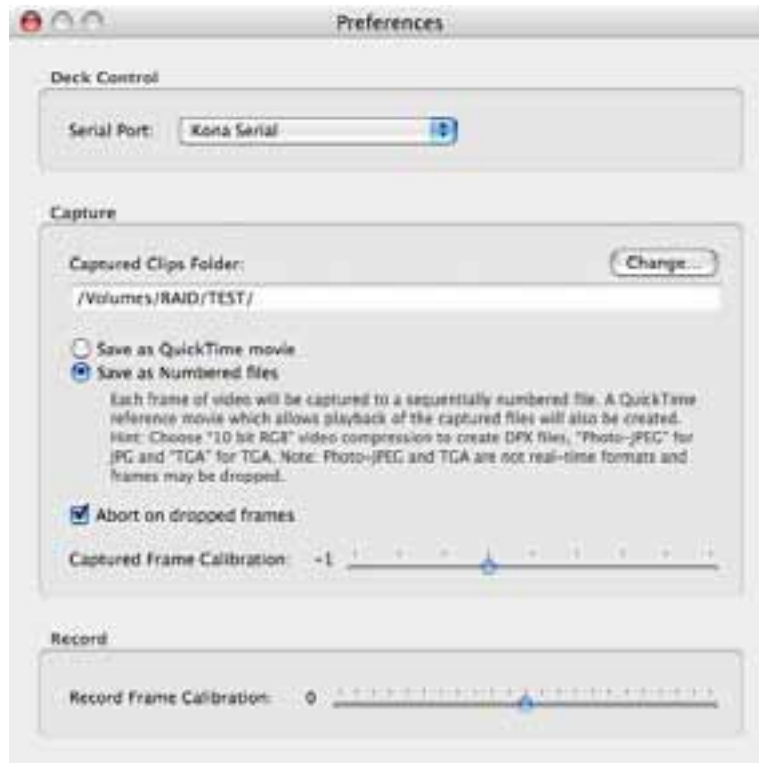 Preferences
Deck Control
Serial Port: Kona Serial
Capture
Captured Clips Folder: Change...
/Volumes/RAID/TEST/
Save as QuickTime movie
Save as Numbered files
Each frame of video will be captured to a sequentially numbered file. A QuickTime
reference movie which allows playback of the captured files will also be created.
Hint: Choose "10 bit RGB" video compression to create DPX files, "Photo-JPEG" for
JPG and "TGA" for TGA. Note: Photo-JPEG and TGA are not real-time formats and
frames may be dropped.
Abort on dropped frames
Captured Frame Calibration: -1
Record
Record Frame Calibration: 0